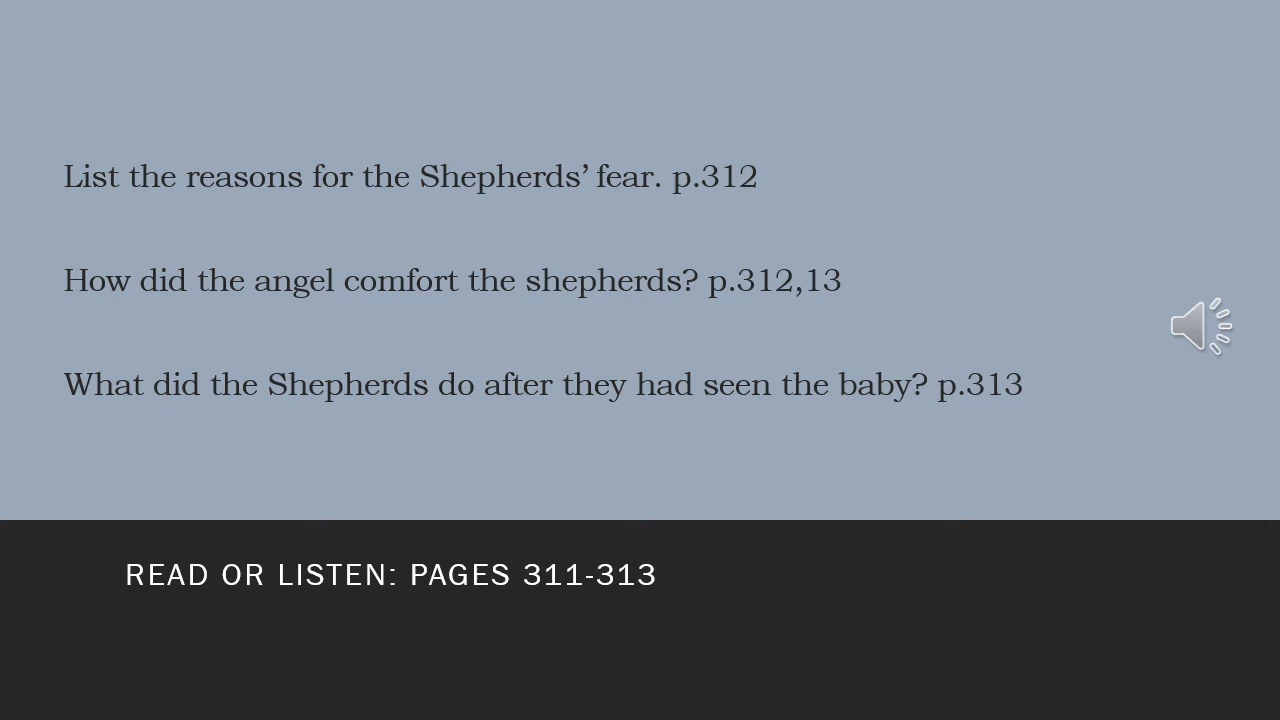 List the reasons for the Shepherds’ fear. p.312
How did the angel comfort the shepherds? p.312,13
What did the Shepherds do after they had seen the baby? p.313
READ OR LISTEN: PAGES 311-313